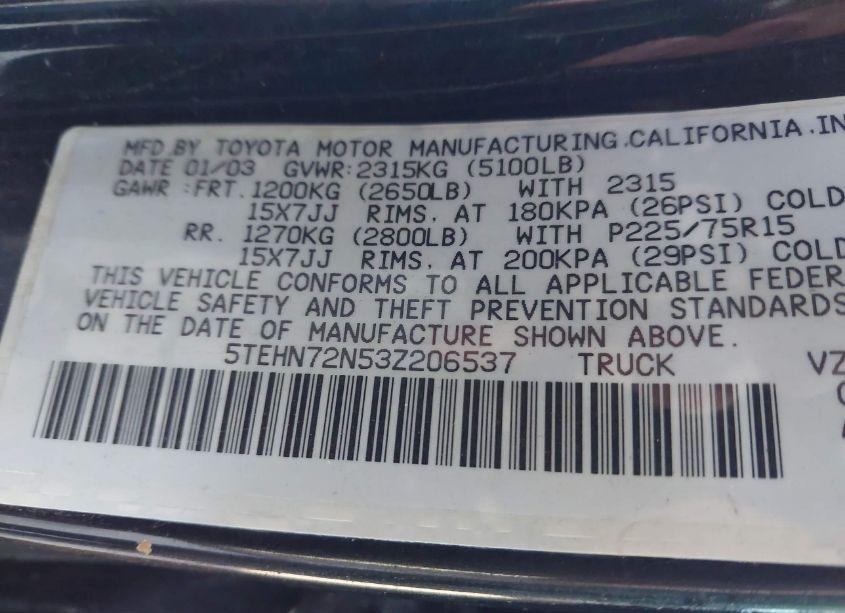 MFD BY TOYOTA MOTOR MANUFACTURING.CALIFORNIA.IN
DATE 01/03 GVWR:2315KG (5100LB)
GAWR :FRT.1200KG (2650LB) WITH 2315
15X7JJ RIMS. AT 180KPA (26PSI) COLD
RR. 1270KG (2800LB) WITH P225/75R15
15X7JJ RIMS. AT 200KPA (29PSI) COLD
THIS VEHICLE CONFORMS TO ALL APPLICABLE FEDER
VEHICLE SAFETY AND THEFT PREVENTION STANDARDS
ON THE DATE OF MANUFACTURE SHOWN ABOVE.
5TEHN72N53Z206537 TRUCK VZ